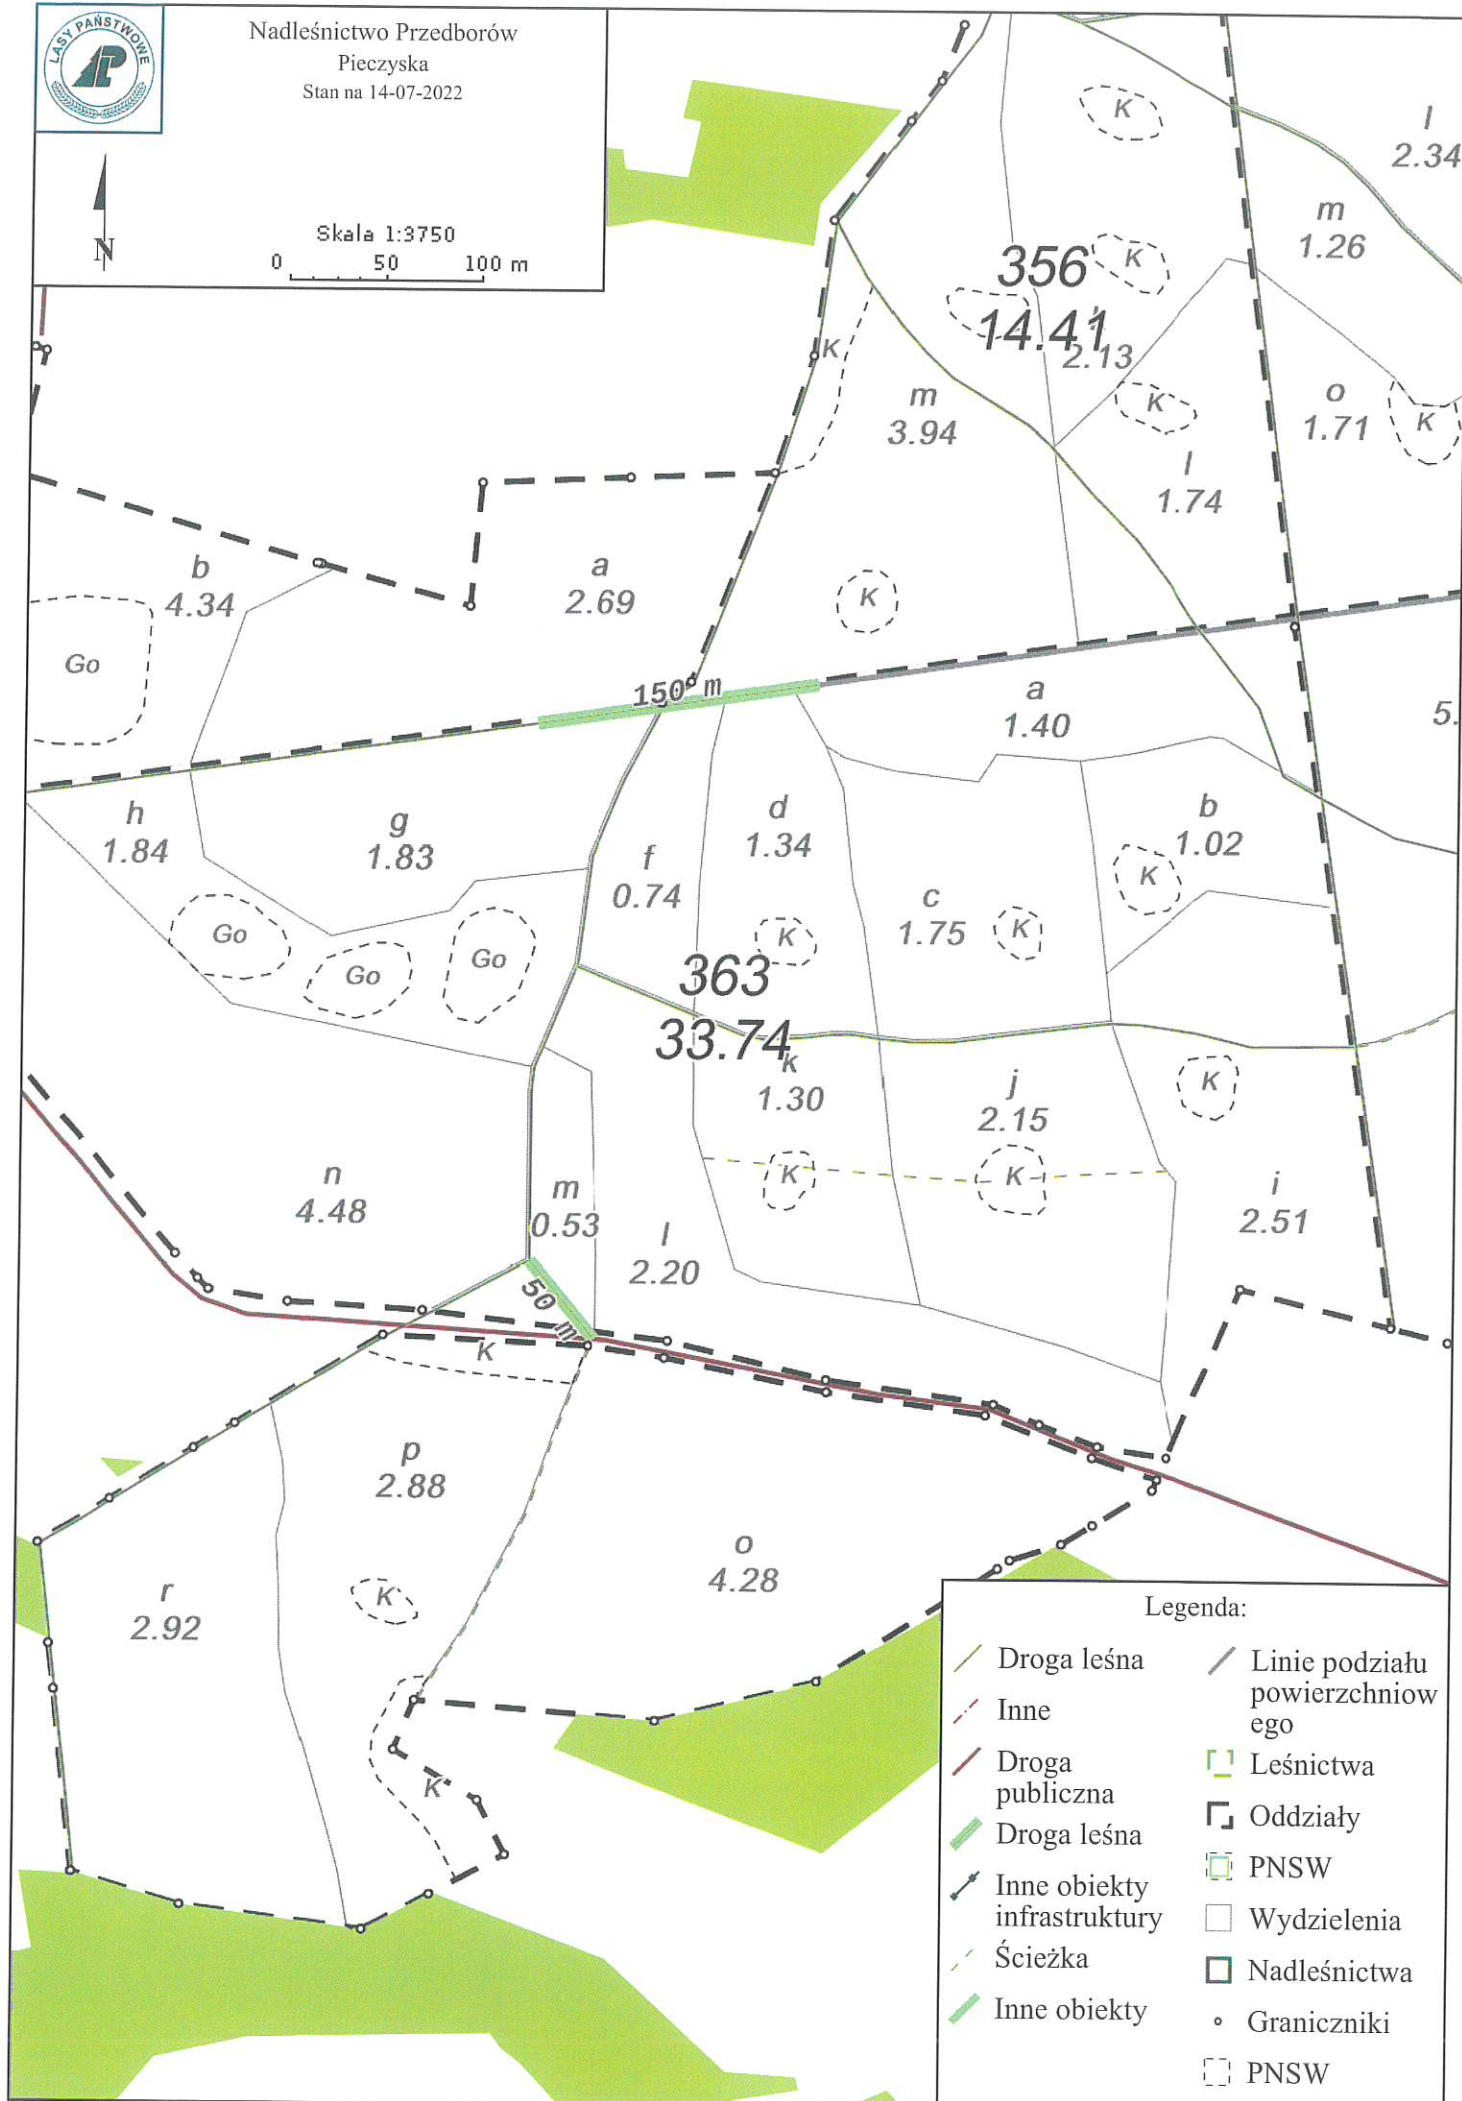 LASY PAŃSTWOWE
LP
Nadleśnictwo Przedborów
Pieczyska
Stan na 14-07-2022
N
Skala 1:3750
0 50 100 m
K
l
2.34
m
1.26
K
356
14.41
2.13
K
m
3.94
K
o
1.71
K
l
1.74
b
4.34
a
2.69
K
Go
150 m
a
1.40
5.
h
1.84
g
1.83
d
1.34
b
1.02
f
0.74
c
1.75
K
K
K
Go
Go
Go
363
33.74
k
1.30
j
2.15
K
n
4.48
m
0.53
K
K
i
2.51
l
2.20
50 m
K
p
2.88
o
4.28
r
2.92
K
K
Legenda:
Droga leśna
Inne
Droga
publiczna
Droga leśna
Inne obiekty
infrastruktury
Ścieżka
Inne obiekty
Linie podziału
powierzchniow
ego
Leśnictwa
Oddziały
PNSW
Wydzielenia
Nadleśnictwa
Graniczniki
PNSW